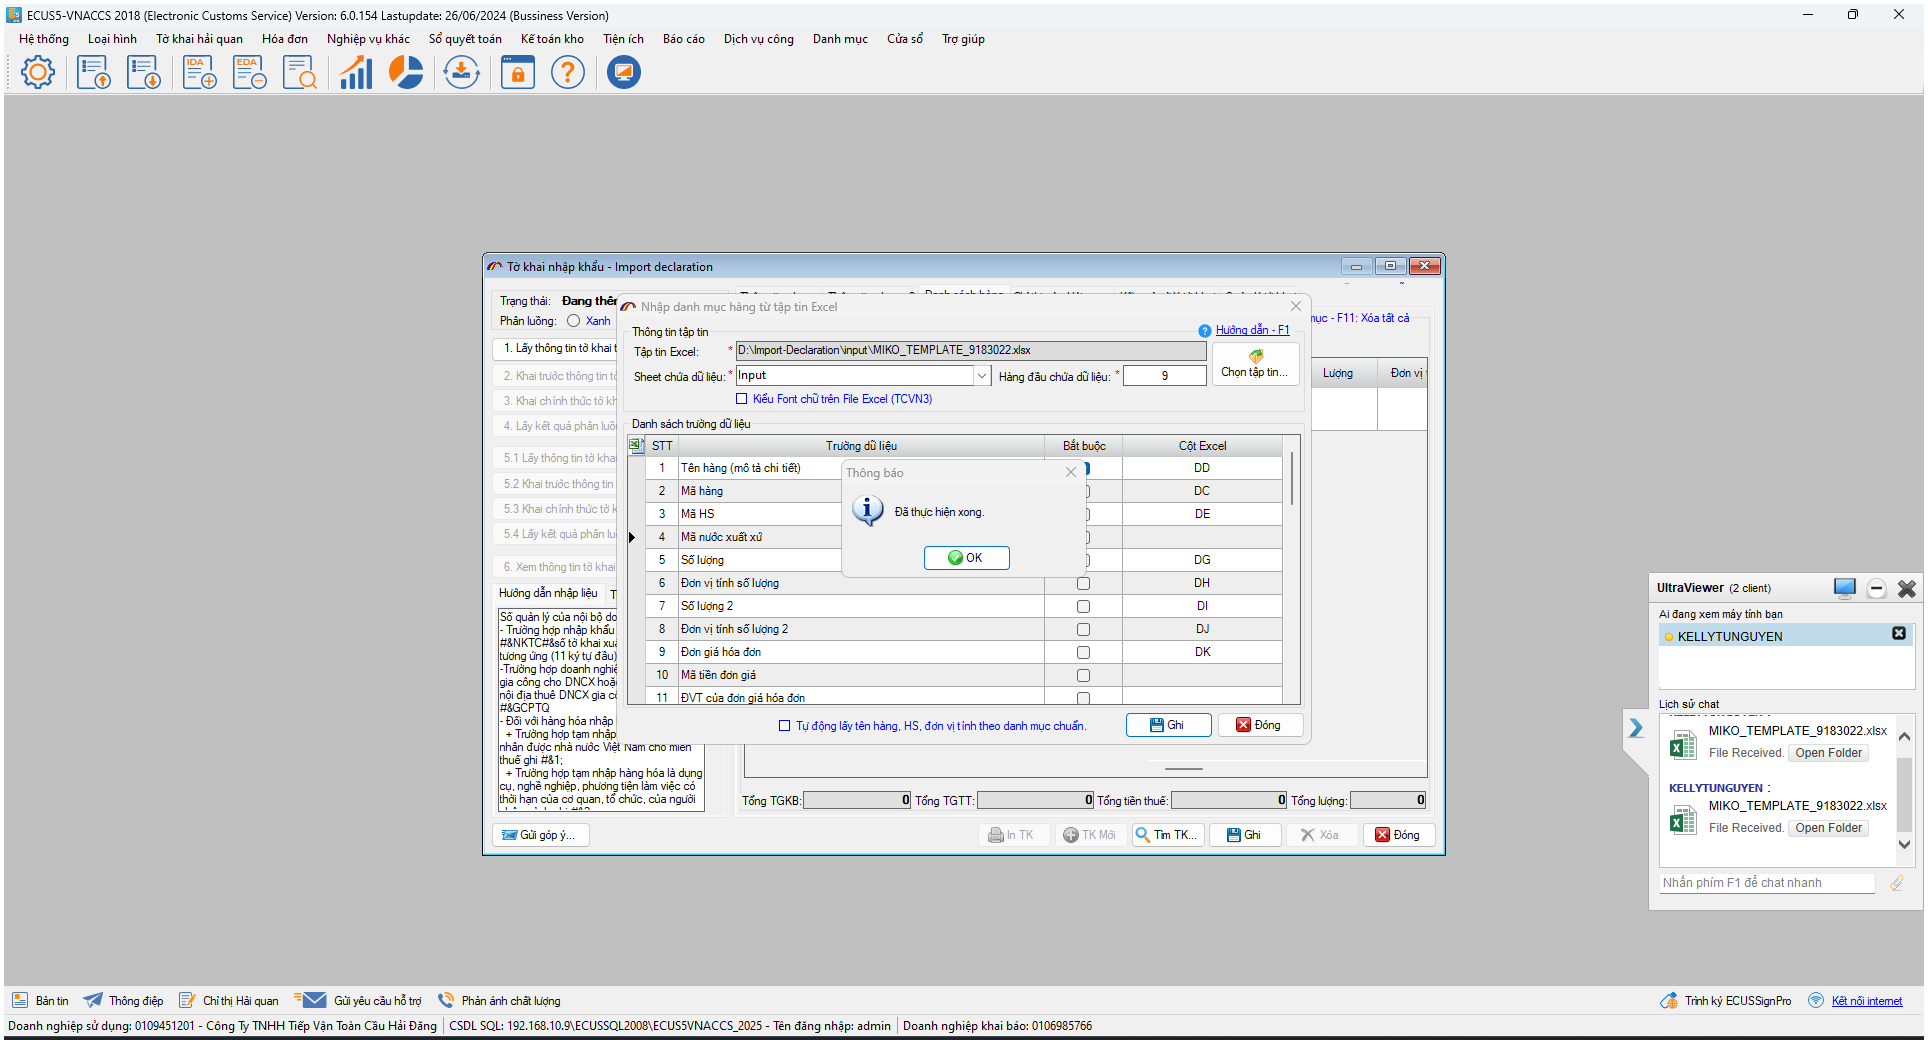 ECUS5-VNACCS 2018 (Electronic Customs Service) Version: 6.0.154 Lastupdate: 26/06/2024 (Bussiness Version)
Hệ thống Loại hình Tờ khai hải quan Hóa đơn Nghiệp vụ khác Sổ quyết toán Kế toán kho Tiện ích Báo cáo Dịch vụ công Danh mục Cửa sổ Trợ giúp
IDA EDA
Tờ khai nhập khẩu - Import declaration
Trạng thái: Đang thêm
Phân luồng: Xanh
1. Lấy thông tin tờ khai t
2. Khai trước thông tin tờ
3. Khai chính thức tờ kh
4. Lấy kết quả phân luồn
5.1 Lấy thông tin tờ khai
5.2 Khai trước thông tin
5.3 Khai chính thức tờ k
5.4 Lấy kết quả phân lu
6. Xem thông tin tờ khai
Hướng dẫn nhập liệu T
Số quản lý của nội bộ do
- Trường hợp nhập khẩu
#&NKTC#&số tờ khai xuấ
tương ứng (11 ký tự đầu)
-Trường hợp doanh nghiệ
gia công cho DNCX hoặ
nội địa thuê DNCX gia cô
#&GCPTQ
- Đối với hàng hóa nhập
+ Trường hợp tạm nhập
nhân được nhà nước Việt Nam cho miễn
thuế ghi #&1;
+ Trường hợp tạm nhập hàng hóa là dụng
cụ, nghề nghiệp, phương tiện làm việc có
thời hạn của cơ quan, tổ chức, của người
Danh sách hàng
mục - F11: Xóa tất cả
Lượng Đơn vị t
Nhập danh mục hàng từ tập tin Excel
Thông tin tập tin
Hướng dẫn - F1
Tập tin Excel: * D:\Import-Declaration\input\MIKO_TEMPLATE_9183022.xlsx
Chọn tập tin...
Sheet chứa dữ liệu: * Input Hàng đầu chứa dữ liệu: * 9
Kiểu Font chữ trên File Excel (TCVN3)
Danh sách trường dữ liệu
STT Trường dữ liệu Bắt buộc Cột Excel
1 Tên hàng (mô tả chi tiết) DD
2 Mã hàng DC
3 Mã HS DE
4 Mã nước xuất xứ
5 Số lượng DG
6 Đơn vị tính số lượng DH
7 Số lượng 2 DI
8 Đơn vị tính số lượng 2 DJ
9 Đơn giá hóa đơn DK
10 Mã tiền đơn giá
11 ĐVT của đơn giá hóa đơn
Tự động lấy tên hàng, HS, đơn vị tính theo danh mục chuẩn.
Ghi Đóng
Thông báo
Đã thực hiện xong.
OK
Tổng TGKB: 0 Tổng TGTT: 0 Tổng tiền thuế: 0 Tổng lượng: 0
Gửi góp ý... In TK TK Mới Tìm TK... Ghi Xóa Đóng
UltraViewer (2 client)
Ai đang xem máy tính bạn
KELLYTUNGUYEN
Lịch sử chat
KELLYTUNGUYEN :
MIKO_TEMPLATE_9183022.xlsx
File Received. Open Folder
KELLYTUNGUYEN :
MIKO_TEMPLATE_9183022.xlsx
File Received. Open Folder
Nhấn phím F1 để chat nhanh
Bản tin Thông điệp Chỉ thị Hải quan Gửi yêu cầu hỗ trợ Phản ánh chất lượng
Trình ký ECUSSignPro Kết nối internet
Doanh nghiệp sử dụng: 0109451201 - Công Ty TNHH Tiếp Vận Toàn Cầu Hải Đăng CSDL SQL: 192.168.10.9\ECUSSQL2008\ECUS5VNACCS_2025 - Tên đăng nhập: admin Doanh nghiệp khai báo: 0106985766